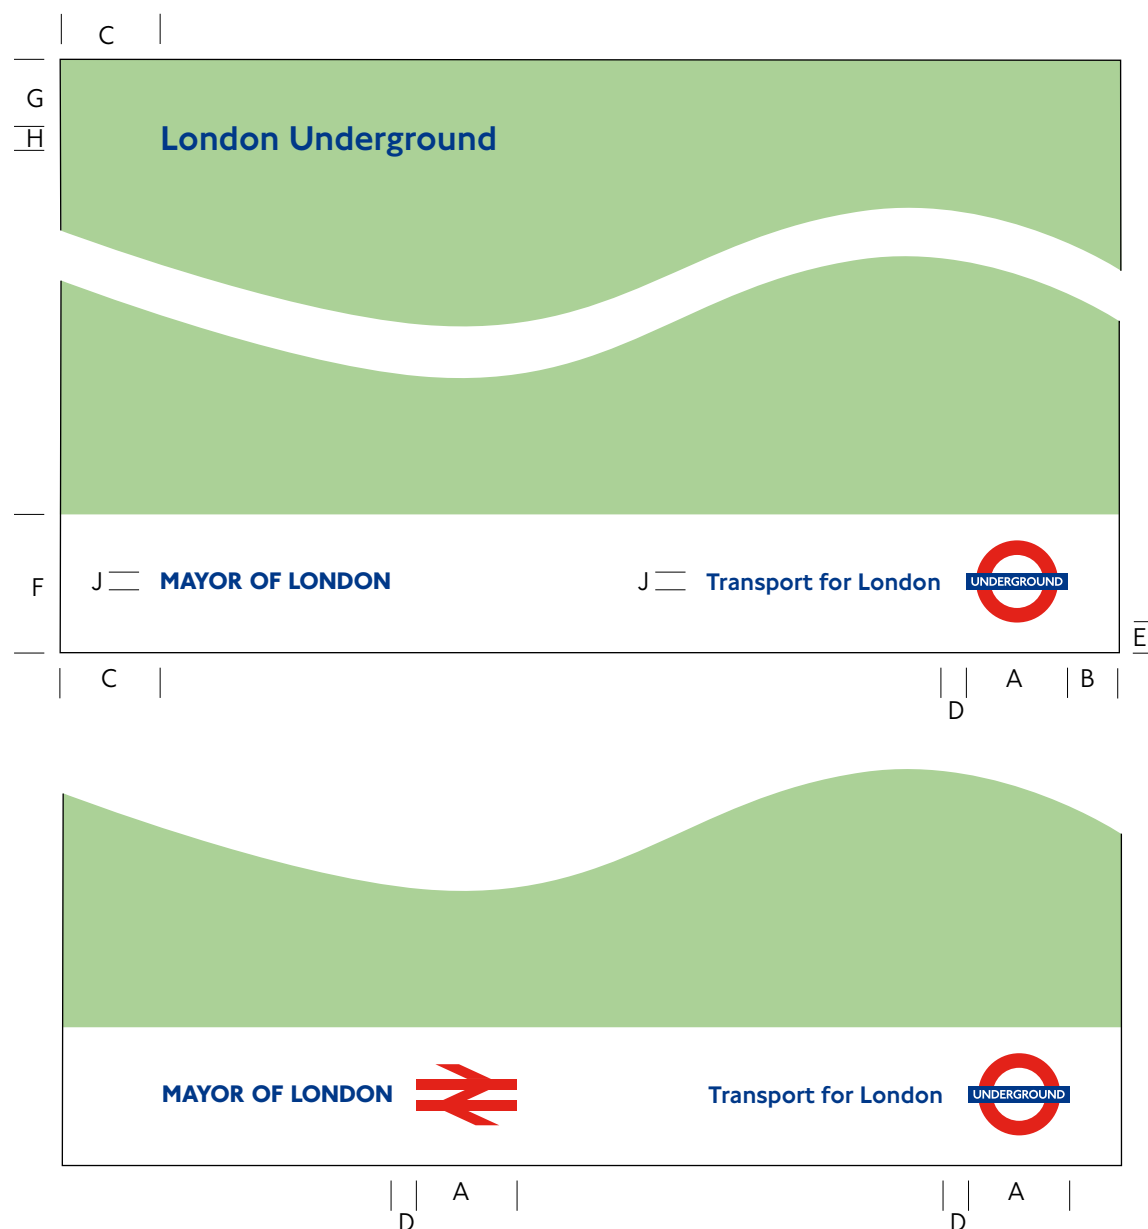 C
G
H
London Underground
F
J
MAYOR OF LONDON
J
Transport for London
UNDERGROUND
E
C
D
A
B
MAYOR OF LONDON
Transport for London
UNDERGROUND
D
A
D
A